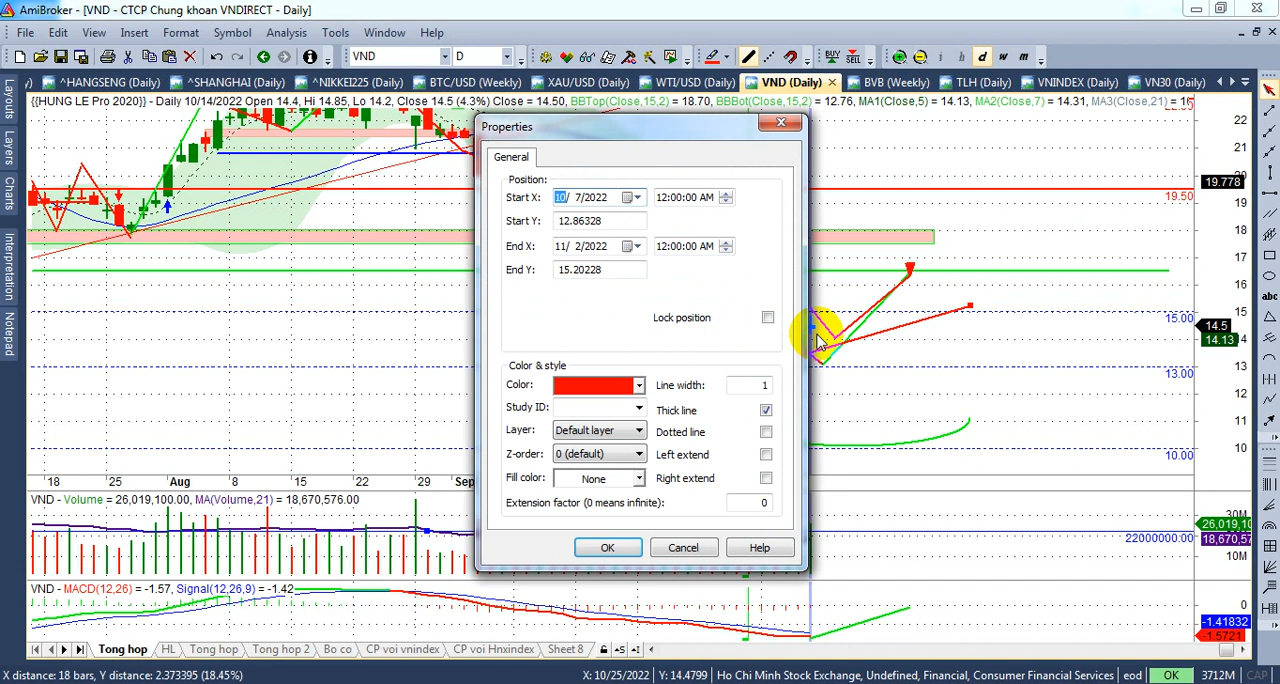 AmiBroker - [VND - CTCP Chung khoan VNDIRECT - Daily]
File Edit View Insert Format Tools Symbol Analysis Window Help
VND D BUY SELL i h d w m
^HANGSENG (Daily) ^SHANGHAI (Daily) ^NIKKEI225 (Daily) BTC/USD (Weekly) XAU/USD (Daily) WTI/USD (Daily) VND (Daily) BVB (Weekly) TLH (Daily) VNINDEX (Daily) VN30 (Daily)
{{HUNG LE Pro 2020}} - Daily 10/14/2022 Open 14.4, Hi 14.85, Lo 14.2, Close 14.5 (4.3%) Close = 14.50, BBTop(Close,15,2) = 18.70, BBBot(Close,15,2) = 12.76, MA1(Close,5) = 14.13, MA2(Close,7) = 14.31, MA3(Close,21) =
Layouts
Layers
Charts
Interpretation
Notepad
abc
22
21
20
19.778
19.50
18
17
16
15
15.00
14.5
14.13
13
13.00
12
11
10
10.00
Properties
General
Position:
Start X: 10/ 7/2022 12:00:00 AM
Start Y: 12.86328
End X: 11/ 2/2022 12:00:00 AM
End Y: 15.20228
Lock position
Color & style
Color: Line width: 1
Study ID: Thick line
Layer: Default layer Dotted line
Z-order: 0 (default) Left extend
Fill color: None Right extend
Extension factor (0 means infinite): 0
OK Cancel Help
18 25 Aug 8 15 22 29 Sep
VND - Volume = 26,019,100.00, MA(Volume,21) = 18,670,576.00
30M
26,019,10
22000000.00
18,670,57
10M
VND - MACD(12,26) = -1.57, Signal(12,26,9) = -1.42
0
-1.41832
-1.5721
Tong hop HL Tong hop Tong hop 2 Bo co CP voi vnindex CP voi Hnxindex Sheet 8
X distance: 18 bars, Y distance: 2.373395 (18.45%) X: 10/25/2022 Y: 14.4799 Ho Chi Minh Stock Exchange, Undefined, Financial, Consumer Financial Services eod OK 3712M CAP